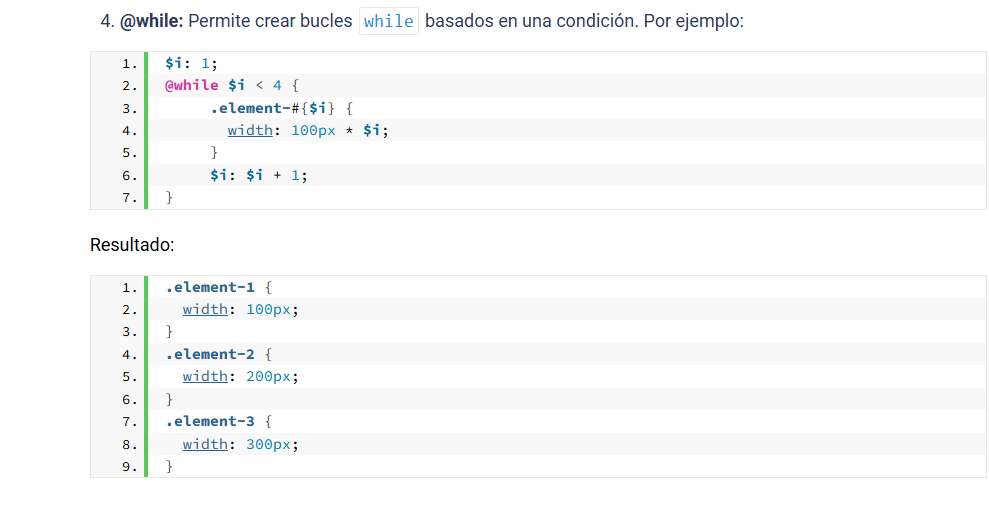 4. @while: Permite crear bucles while basados en una condición. Por ejemplo:
1. $i: 1;
2. @while $i < 4 {
3. .element-#{$i} {
4. width: 100px * $i;
5. }
6. $i: $i + 1;
7. }
Resultado:
1. .element-1 {
2. width: 100px;
3. }
4. .element-2 {
5. width: 200px;
6. }
7. .element-3 {
8. width: 300px;
9. }